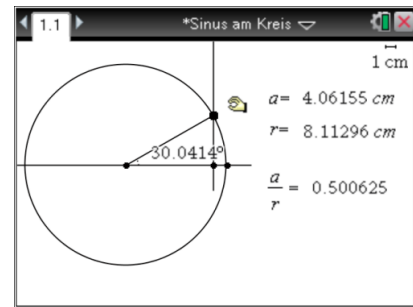 1.1
*Sinus am Kreis
1 cm
a= 4.06155 cm
r= 8.11296 cm
30.0414°
a/r = 0.500625